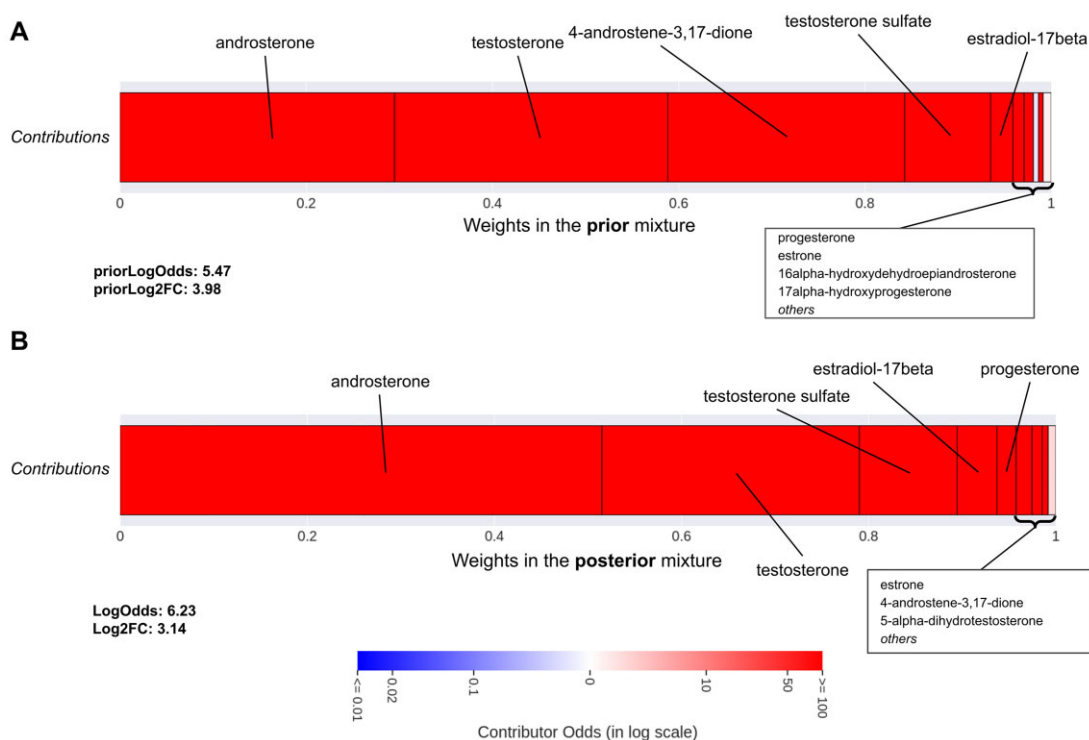 A
androsterone
testosterone
4-androstene-3,17-dione
testosterone sulfate
estradiol-17beta
Contributions
0 0.2 0.4 0.6 0.8 1
Weights in the prior mixture
progesterone
estrone
16alpha-hydroxydehydroepiandrosterone
17alpha-hydroxyprogesterone
others
priorLogOdds: 5.47
priorLog2FC: 3.98
B
androsterone
testosterone sulfate
estradiol-17beta
progesterone
Contributions
0 0.2 0.4 0.6 0.8 1
Weights in the posterior mixture
testosterone
estrone
4-androstene-3,17-dione
5-alpha-dihydrotestosterone
others
LogOdds: 6.23
Log2FC: 3.14
<= 0.01 0.02 0.1 0 10 50 >= 100
Contributor Odds (in log scale)